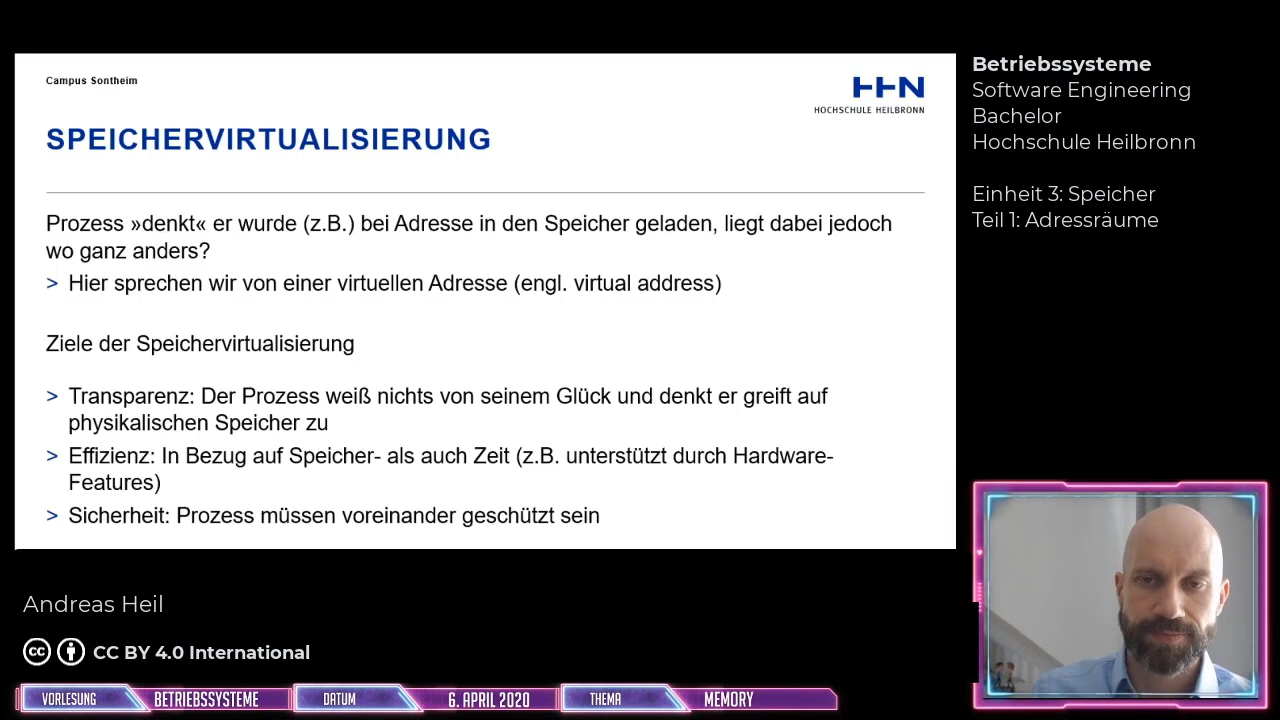 Campus Sontheim
HHN
HOCHSCHULE HEILBRONN
SPEICHERVIRTUALISIERUNG
Prozess »denkt« er wurde (z.B.) bei Adresse in den Speicher geladen, liegt dabei jedoch
wo ganz anders?
> Hier sprechen wir von einer virtuellen Adresse (engl. virtual address)
Ziele der Speichervirtualisierung
> Transparenz: Der Prozess weiß nichts von seinem Glück und denkt er greift auf
physikalischen Speicher zu
> Effizienz: In Bezug auf Speicher- als auch Zeit (z.B. unterstützt durch Hardware-
Features)
> Sicherheit: Prozess müssen voreinander geschützt sein
Betriebssysteme
Software Engineering
Bachelor
Hochschule Heilbronn
Einheit 3: Speicher
Teil 1: Adressräume
Andreas Heil
cc CC BY 4.0 International
VORLESUNG BETRIEBSSYSTEME DATUM 6. APRIL 2020 THEMA MEMORY